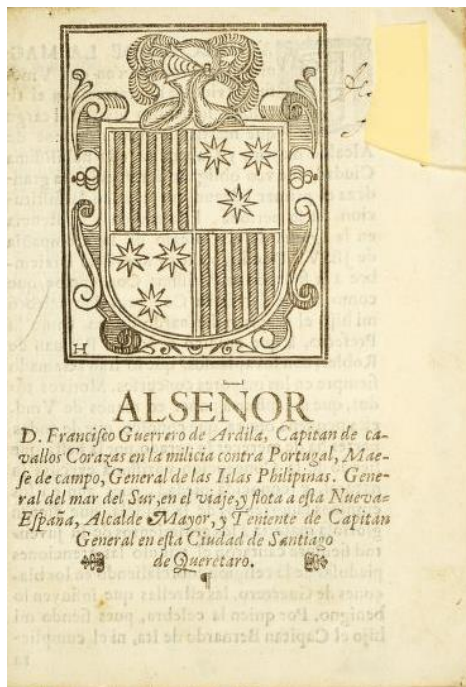 H
AL SEÑOR
D. Francisco Guerrero de Ardila, Capitan de ca-
vallos Corazas en la milicia contra Portugal, Mae-
se de campo, General de las Islas Philipinas. Gene-
ral del mar del Sur, en el viaje, y flota a esta Nueva-
España, Alcalde Mayor, y Teniente de Capitan
General en esta Ciudad de Santiago
de Queretaro.
¶